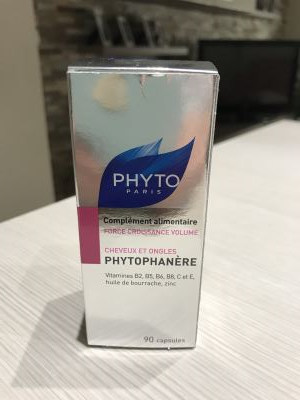 PHYTO
PARIS
Complément alimentaire
FORCE CROISSANCE VOLUME
CHEVEUX ET ONGLES
PHYTOPHANÈRE
Vitamines B2, B5, B6, B8, C et E,
huile de bourrache, zinc
90 capsules